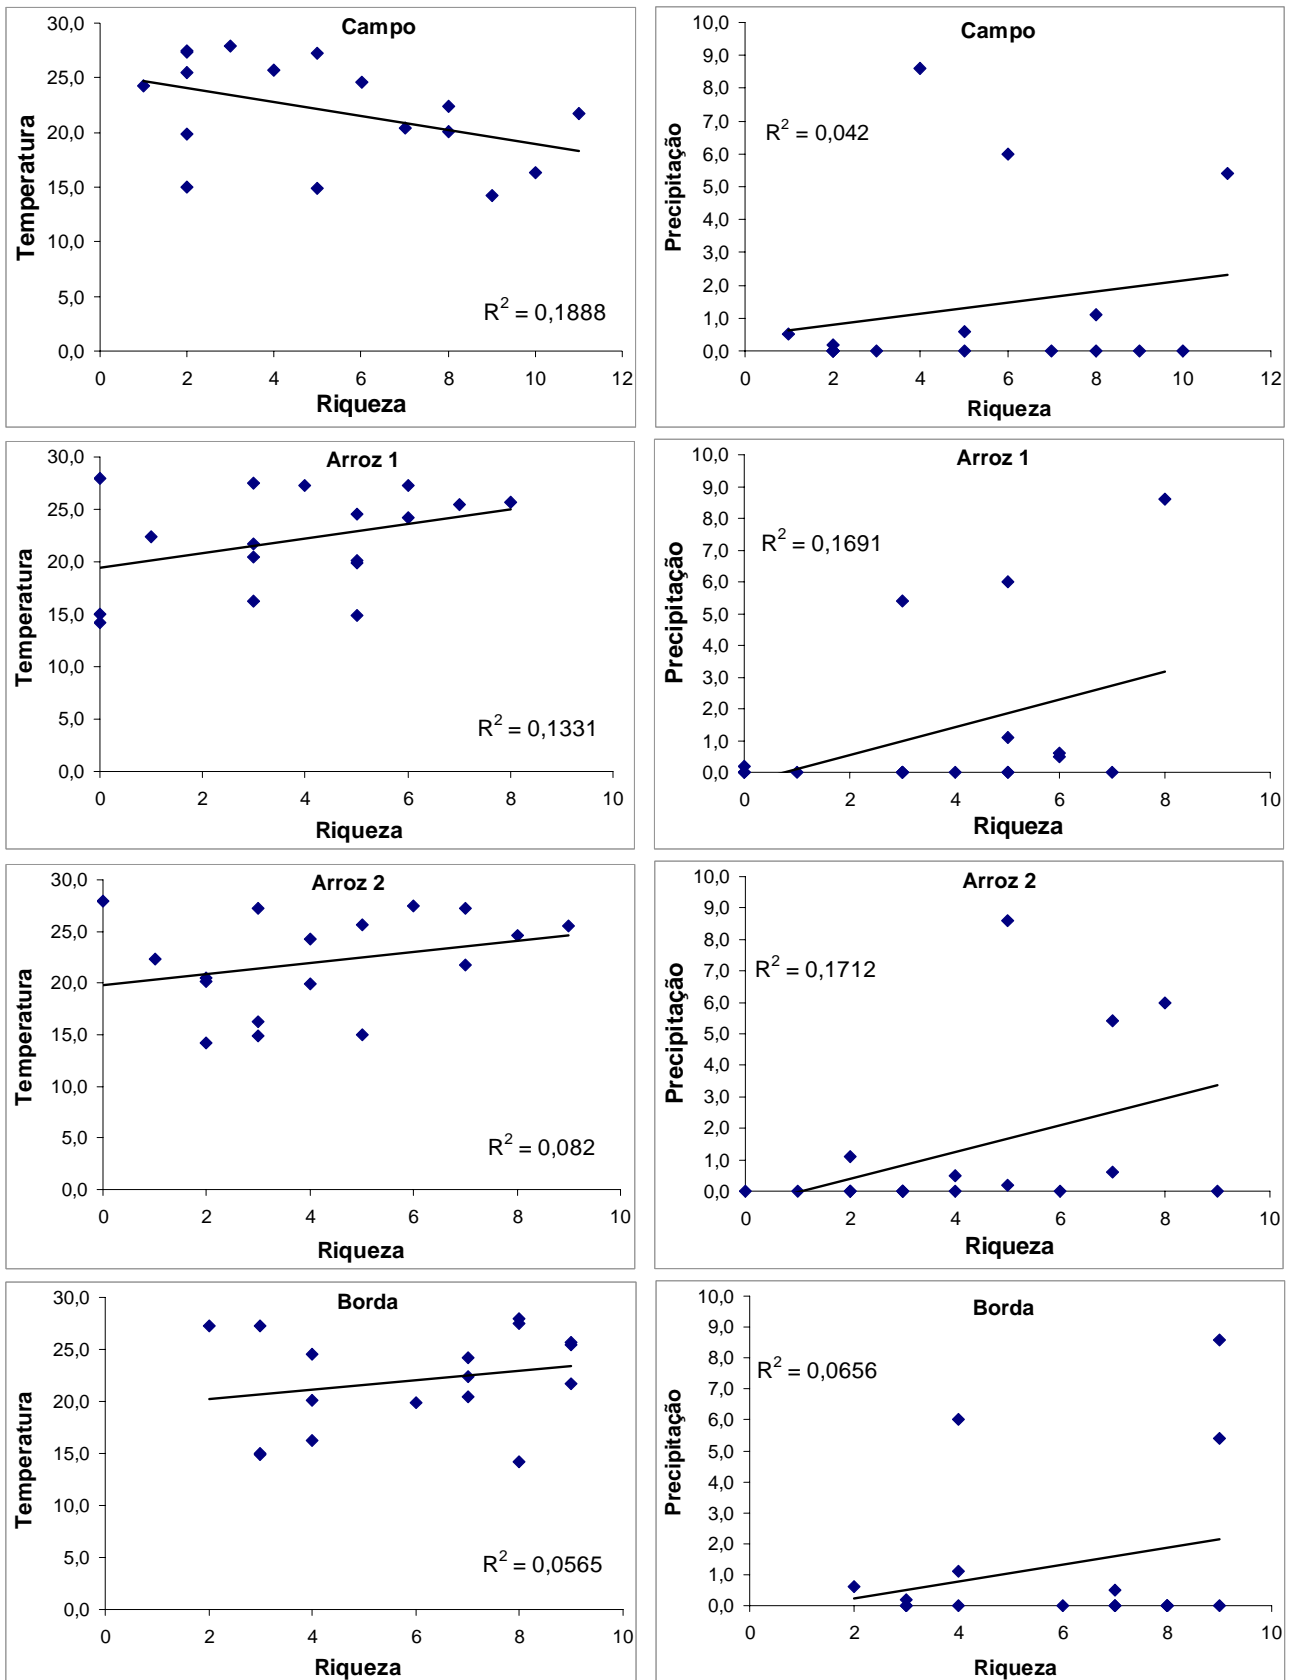 Campo
30,0
25,0
20,0
15,0
10,0
5,0
0,0
Temperatura
R² = 0,1888
0 2 4 6 8 10 12
Riqueza
Campo
10,0
9,0
8,0
7,0
6,0
5,0
4,0
3,0
2,0
1,0
0,0
Precipitação
R² = 0,042
0 2 4 6 8 10 12
Riqueza
Arroz 1
30,0
25,0
20,0
15,0
10,0
5,0
0,0
Temperatura
R² = 0,1331
0 2 4 6 8 10
Riqueza
Arroz 1
10,0
9,0
8,0
7,0
6,0
5,0
4,0
3,0
2,0
1,0
0,0
Precipitação
R² = 0,1691
0 2 4 6 8 10
Riqueza
Arroz 2
30,0
25,0
20,0
15,0
10,0
5,0
0,0
Temperatura
R² = 0,082
0 2 4 6 8 10
Riqueza
Arroz 2
10,0
9,0
8,0
7,0
6,0
5,0
4,0
3,0
2,0
1,0
0,0
Precipitação
R² = 0,1712
0 2 4 6 8 10
Riqueza
Borda
30,0
25,0
20,0
15,0
10,0
5,0
0,0
Temperatura
R² = 0,0565
0 2 4 6 8 10
Riqueza
Borda
10,0
9,0
8,0
7,0
6,0
5,0
4,0
3,0
2,0
1,0
0,0
Precipitação
R² = 0,0656
0 2 4 6 8 10
Riqueza